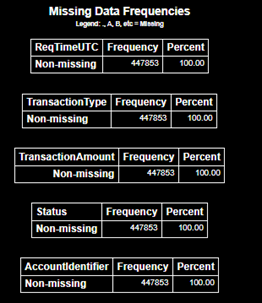 Missing Data Frequencies
Legend: ., A, B, etc = Missing
ReqTimeUTC Frequency Percent
Non-missing 447853 100.00
TransactionType Frequency Percent
Non-missing 447853 100.00
TransactionAmount Frequency Percent
Non-missing 447853 100.00
Status Frequency Percent
Non-missing 447853 100.00
AccountIdentifier Frequency Percent
Non-missing 447853 100.00